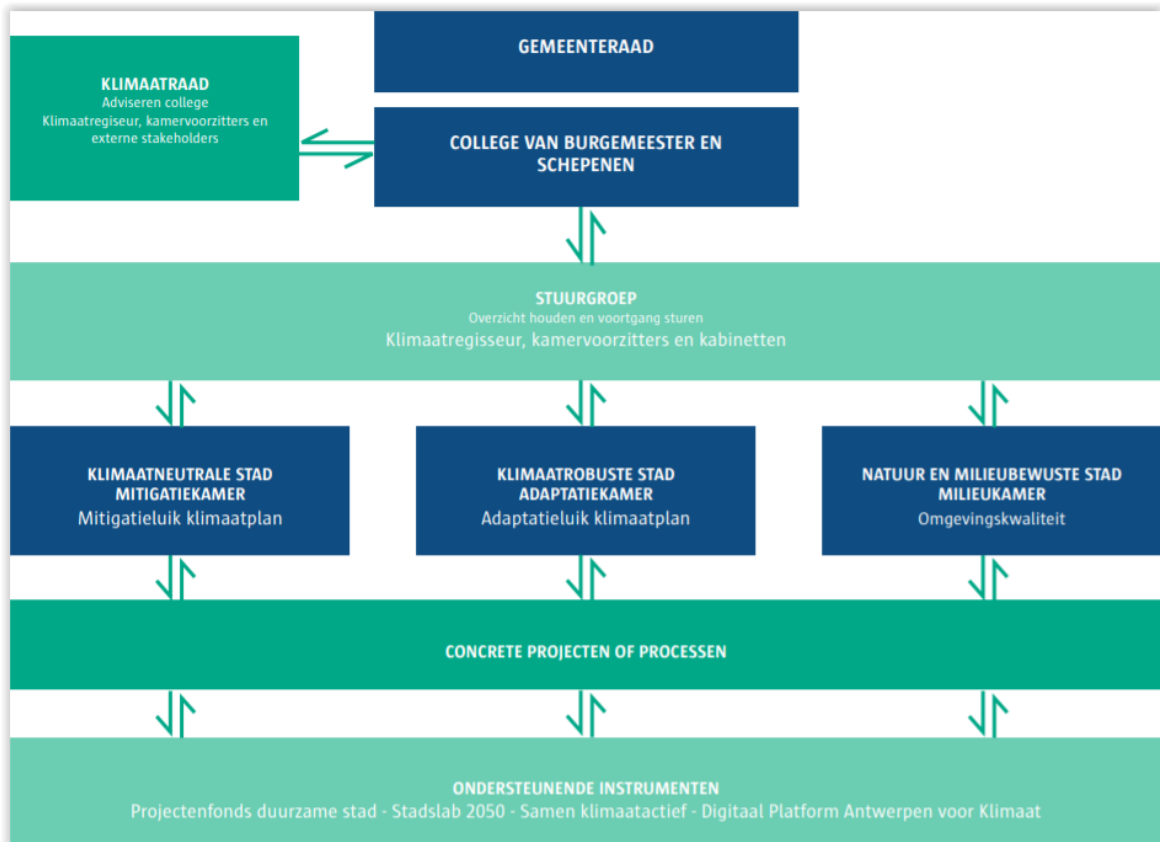 GEMEENTERAAD
KLIMAATRAAD
Adviseren college
Klimaatregiseur, kamervoorzitters en
externe stakeholders
COLLEGE VAN BURGEMEESTER EN
SCHEPENEN
STUURGROEP
Overzicht houden en voortgang sturen
Klimaatregisseur, kamervoorzitters en kabinetten
KLIMAATNEUTRALE STAD
MITIGATIEKAMER
Mitigatieluik klimaatplan
KLIMAATROBUSTE STAD
ADAPTATIEKAMER
Adaptatieluik klimaatplan
NATUUR EN MILIEUBEWUSTE STAD
MILIEUKAMER
Omgevingskwaliteit
CONCRETE PROJECTEN OF PROCESSEN
ONDERSTEUNENDE INSTRUMENTEN
Projectenfonds duurzame stad - Stadslab 2050 - Samen klimaatactief - Digitaal Platform Antwerpen voor Klimaat